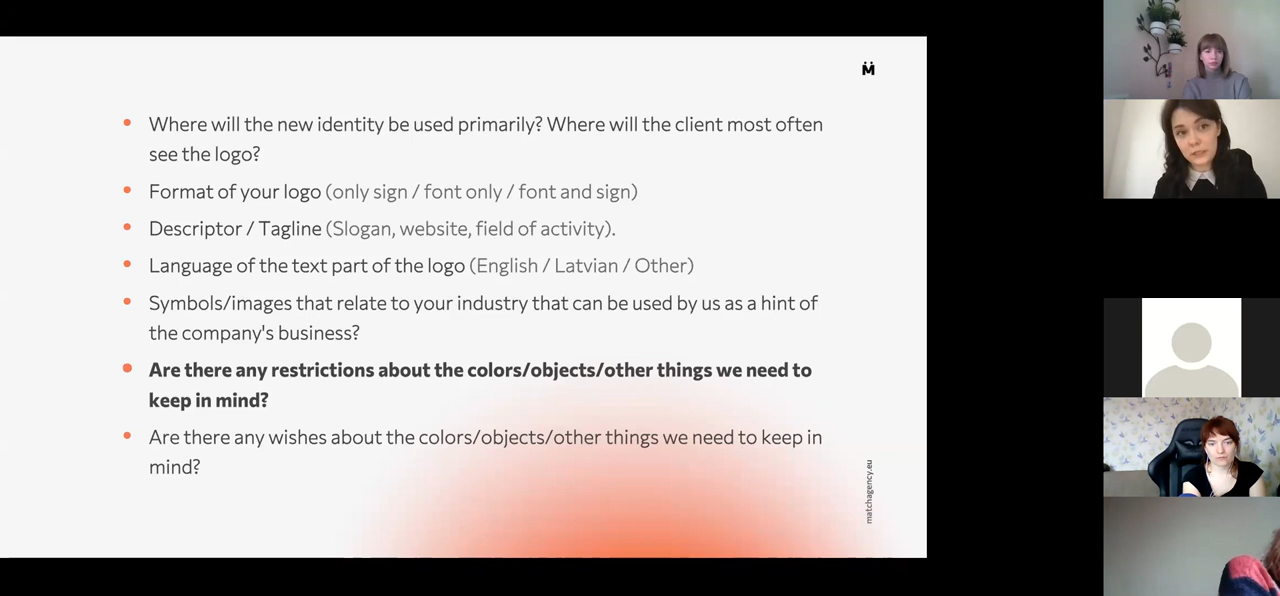 M̈
Where will the new identity be used primarily? Where will the client most often
see the logo?
Format of your logo (only sign / font only / font and sign)
Descriptor / Tagline (Slogan, website, field of activity).
Language of the text part of the logo (English / Latvian / Other)
Symbols/images that relate to your industry that can be used by us as a hint of
the company's business?
Are there any restrictions about the colors/objects/other things we need to
keep in mind?
Are there any wishes about the colors/objects/other things we need to keep in
mind?
matchagency.eu